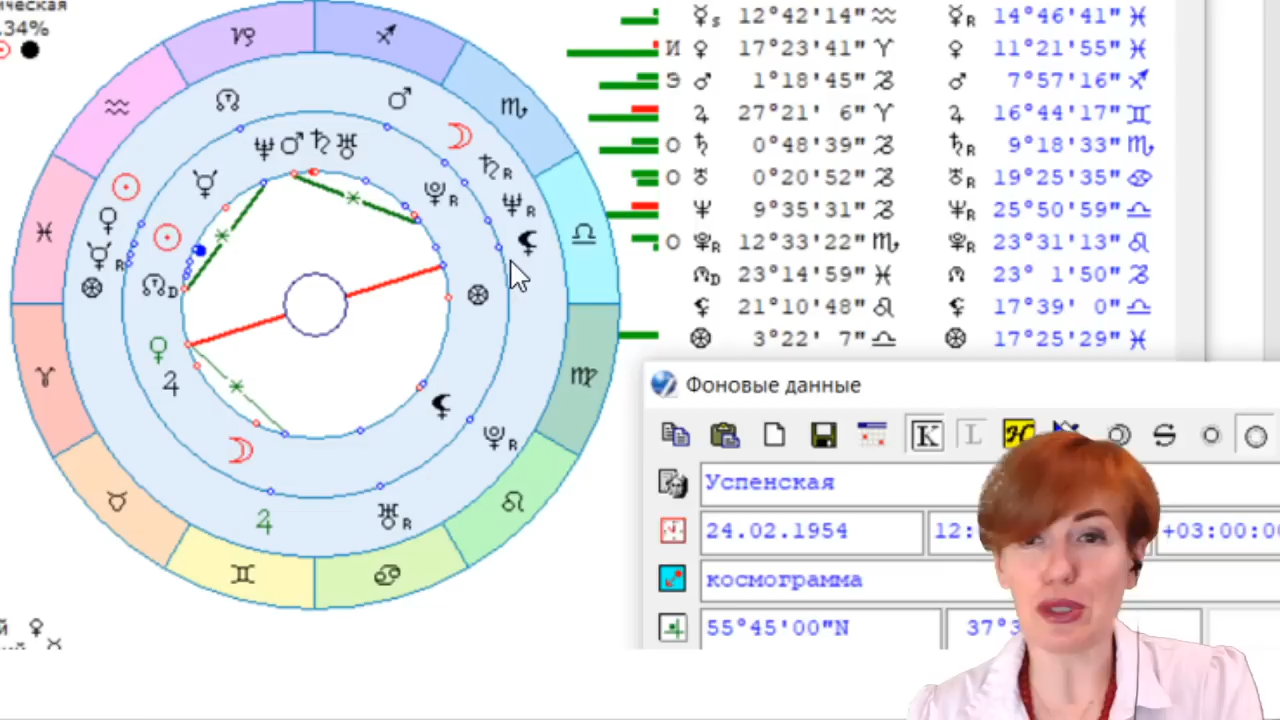 ическая
.34%
12°42'14" ♒ ☿R 14°46'41" ♓
И ♀ 17°23'41" ♈ ♀ 11°21'55" ♓
Э ♂ 1°18'45" ♑ ♂ 7°57'16" ♐
♃ 27°21' 6" ♈ ♃ 16°44'17" ♊
О ♄ 0°48'39" ♑ ♄R 9°18'33" ♏
О ♅ 0°20'52" ♑ ♅R 19°25'35" ♋
♆ 9°35'31" ♑ ♆R 25°50'59" ♎
О ♇R 12°33'22" ♏ ♇R 23°31'13" ♌
☊D 23°14'59" ♓ ☊ 23° 1'50" ♑
⚸ 21°10'48" ♌ ⚸ 17°39' 0" ♎
⊗ 3°22' 7" ♎ ⊗ 17°25'29" ♓
Фоновые данные
K L
Успенская
24.02.1954 12: +03:00:00
космограмма
55°45'00"N 37°3